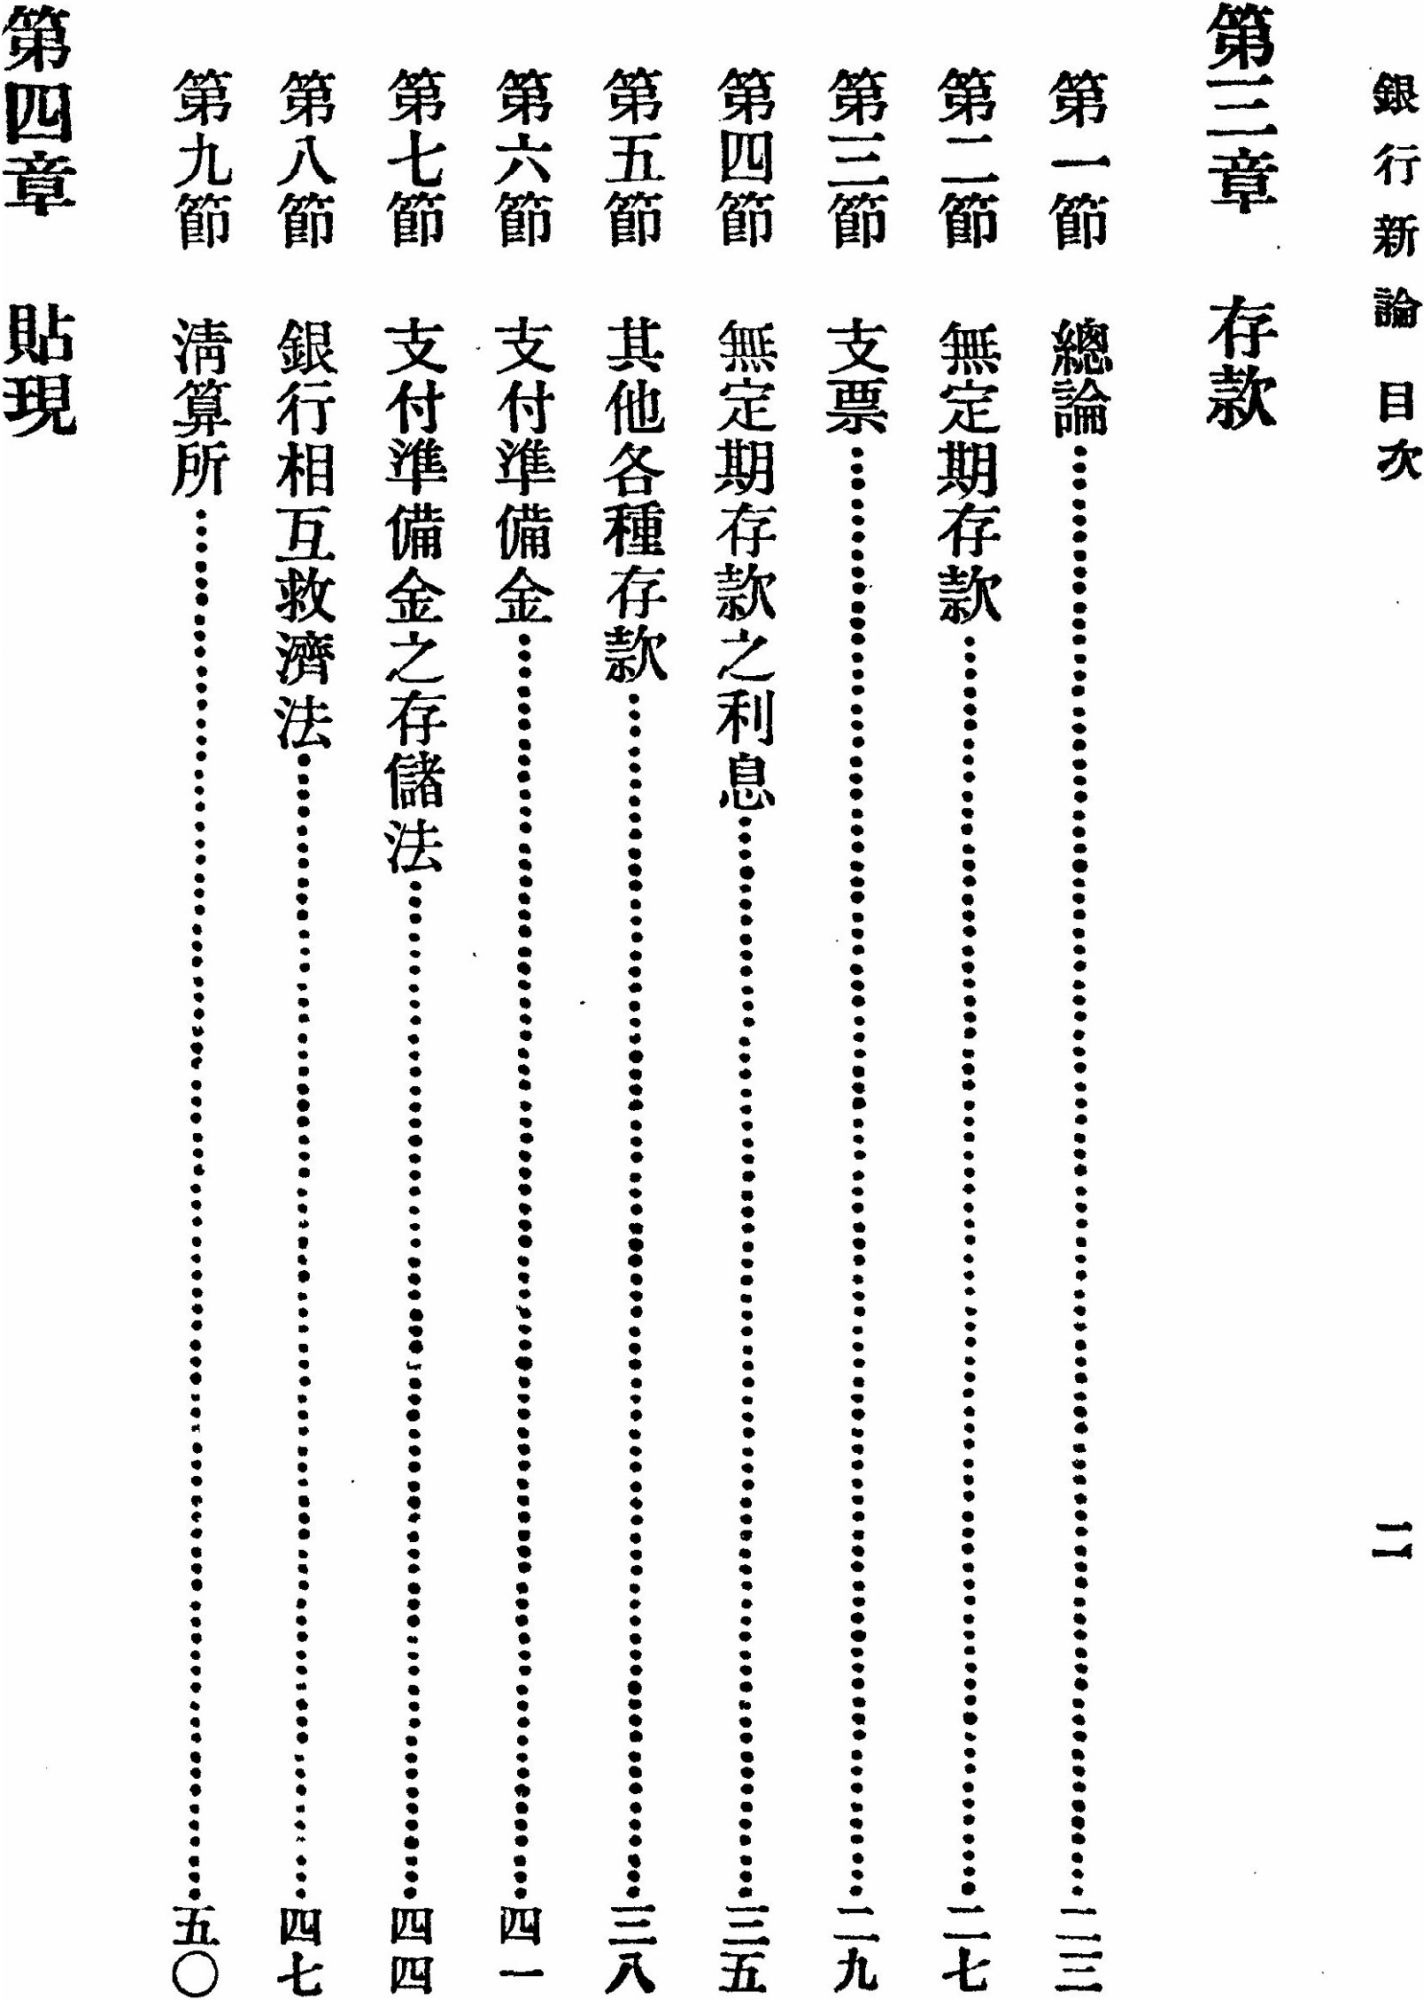 銀行新論　目次　二
第三章　存款
第一節　總論……二三
第二節　無定期存款……二七
第三節　支票……二九
第四節　無定期存款之利息……三五
第五節　其他各種存款……三八
第六節　支付準備金……四一
第七節　支付準備金之存儲法……四四
第八節　銀行相互救濟法……四七
第九節　淸算所……五〇
第四章　貼現